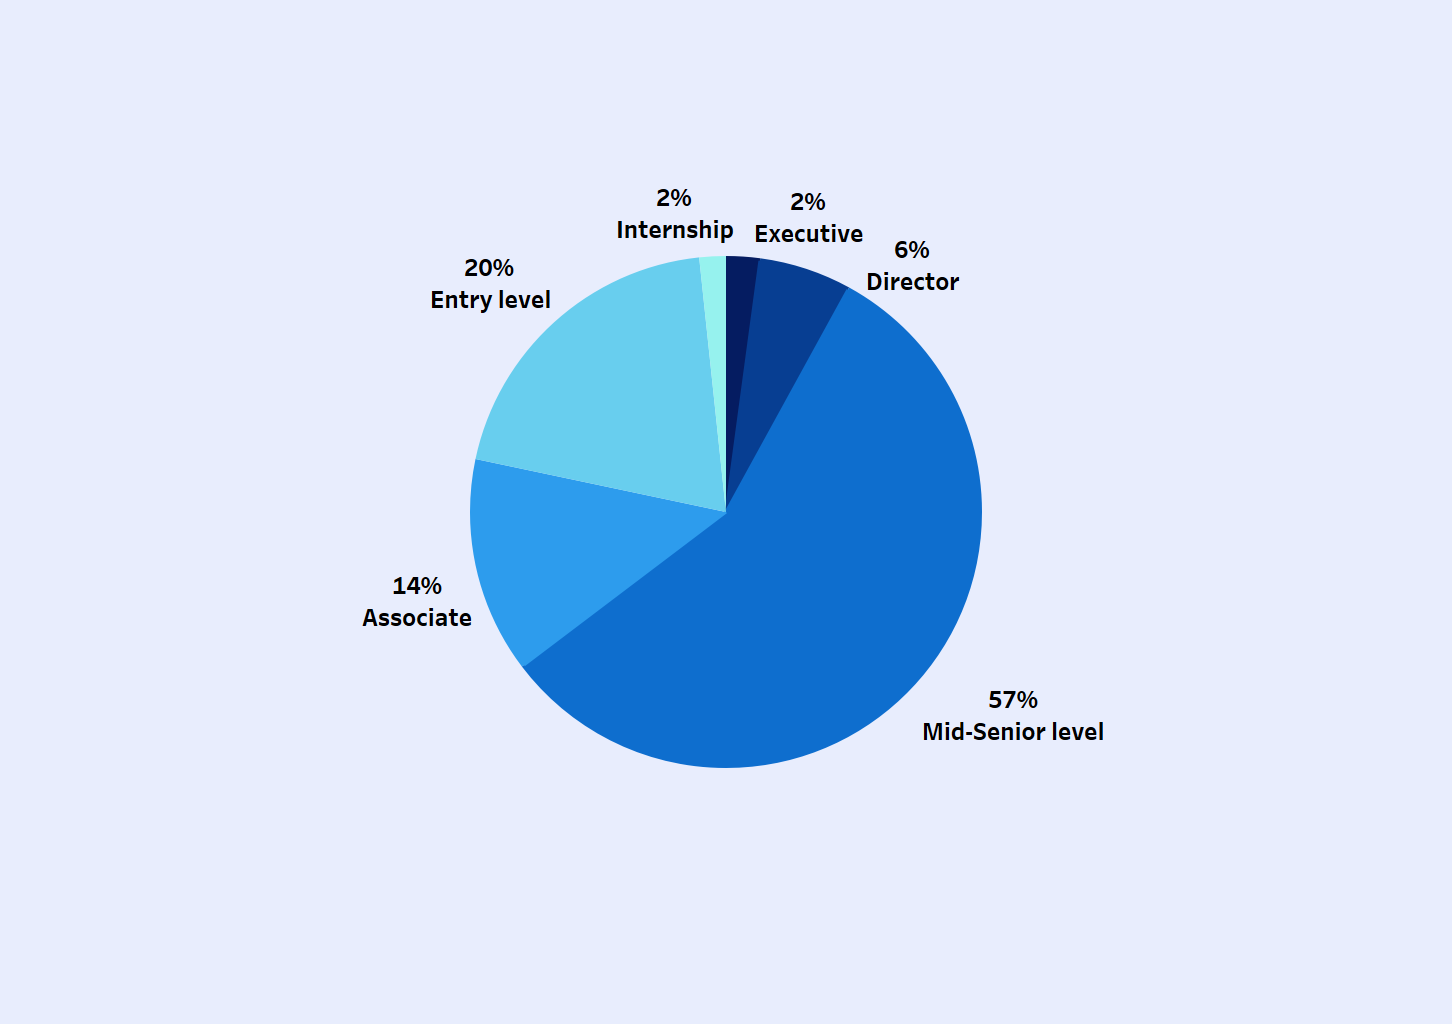 2%
Internship
2%
Executive
6%
Director
20%
Entry level
14%
Associate
57%
Mid-Senior level